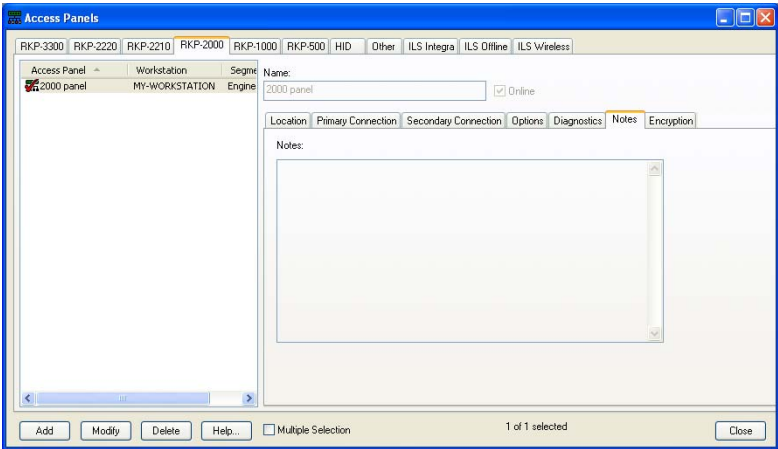 Access Panels
RKP-3300 RKP-2220 RKP-2210 RKP-2000 RKP-1000 RKP-500 HID Other ILS Integra ILS Offline ILS Wireless
Access Panel Workstation Segme
2000 panel MY-WORKSTATION Engine
Name:
2000 panel Online
Location Primary Connection Secondary Connection Options Diagnostics Notes Encryption
Notes:
Add Modify Delete Help... Multiple Selection 1 of 1 selected Close